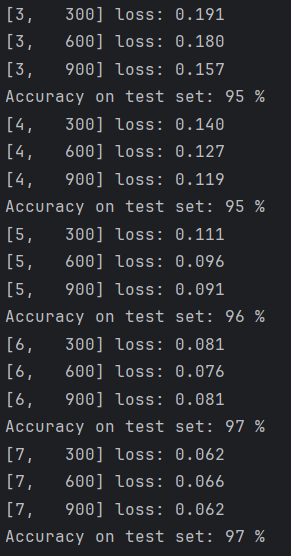 [3,   300] loss: 0.191
[3,   600] loss: 0.180
[3,   900] loss: 0.157
Accuracy on test set: 95 %
[4,   300] loss: 0.140
[4,   600] loss: 0.127
[4,   900] loss: 0.119
Accuracy on test set: 95 %
[5,   300] loss: 0.111
[5,   600] loss: 0.096
[5,   900] loss: 0.091
Accuracy on test set: 96 %
[6,   300] loss: 0.081
[6,   600] loss: 0.076
[6,   900] loss: 0.081
Accuracy on test set: 97 %
[7,   300] loss: 0.062
[7,   600] loss: 0.066
[7,   900] loss: 0.062
Accuracy on test set: 97 %